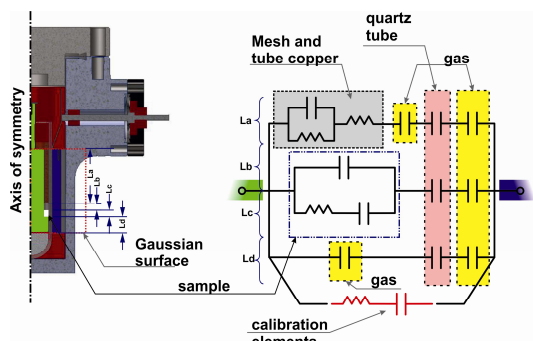 Axis of symmetry
La
Lb
Lc
Ld
Gaussian
surface
sample
Mesh and
tube copper
quartz
tube
gas
La
Lb
Lc
Ld
gas
calibration
elements